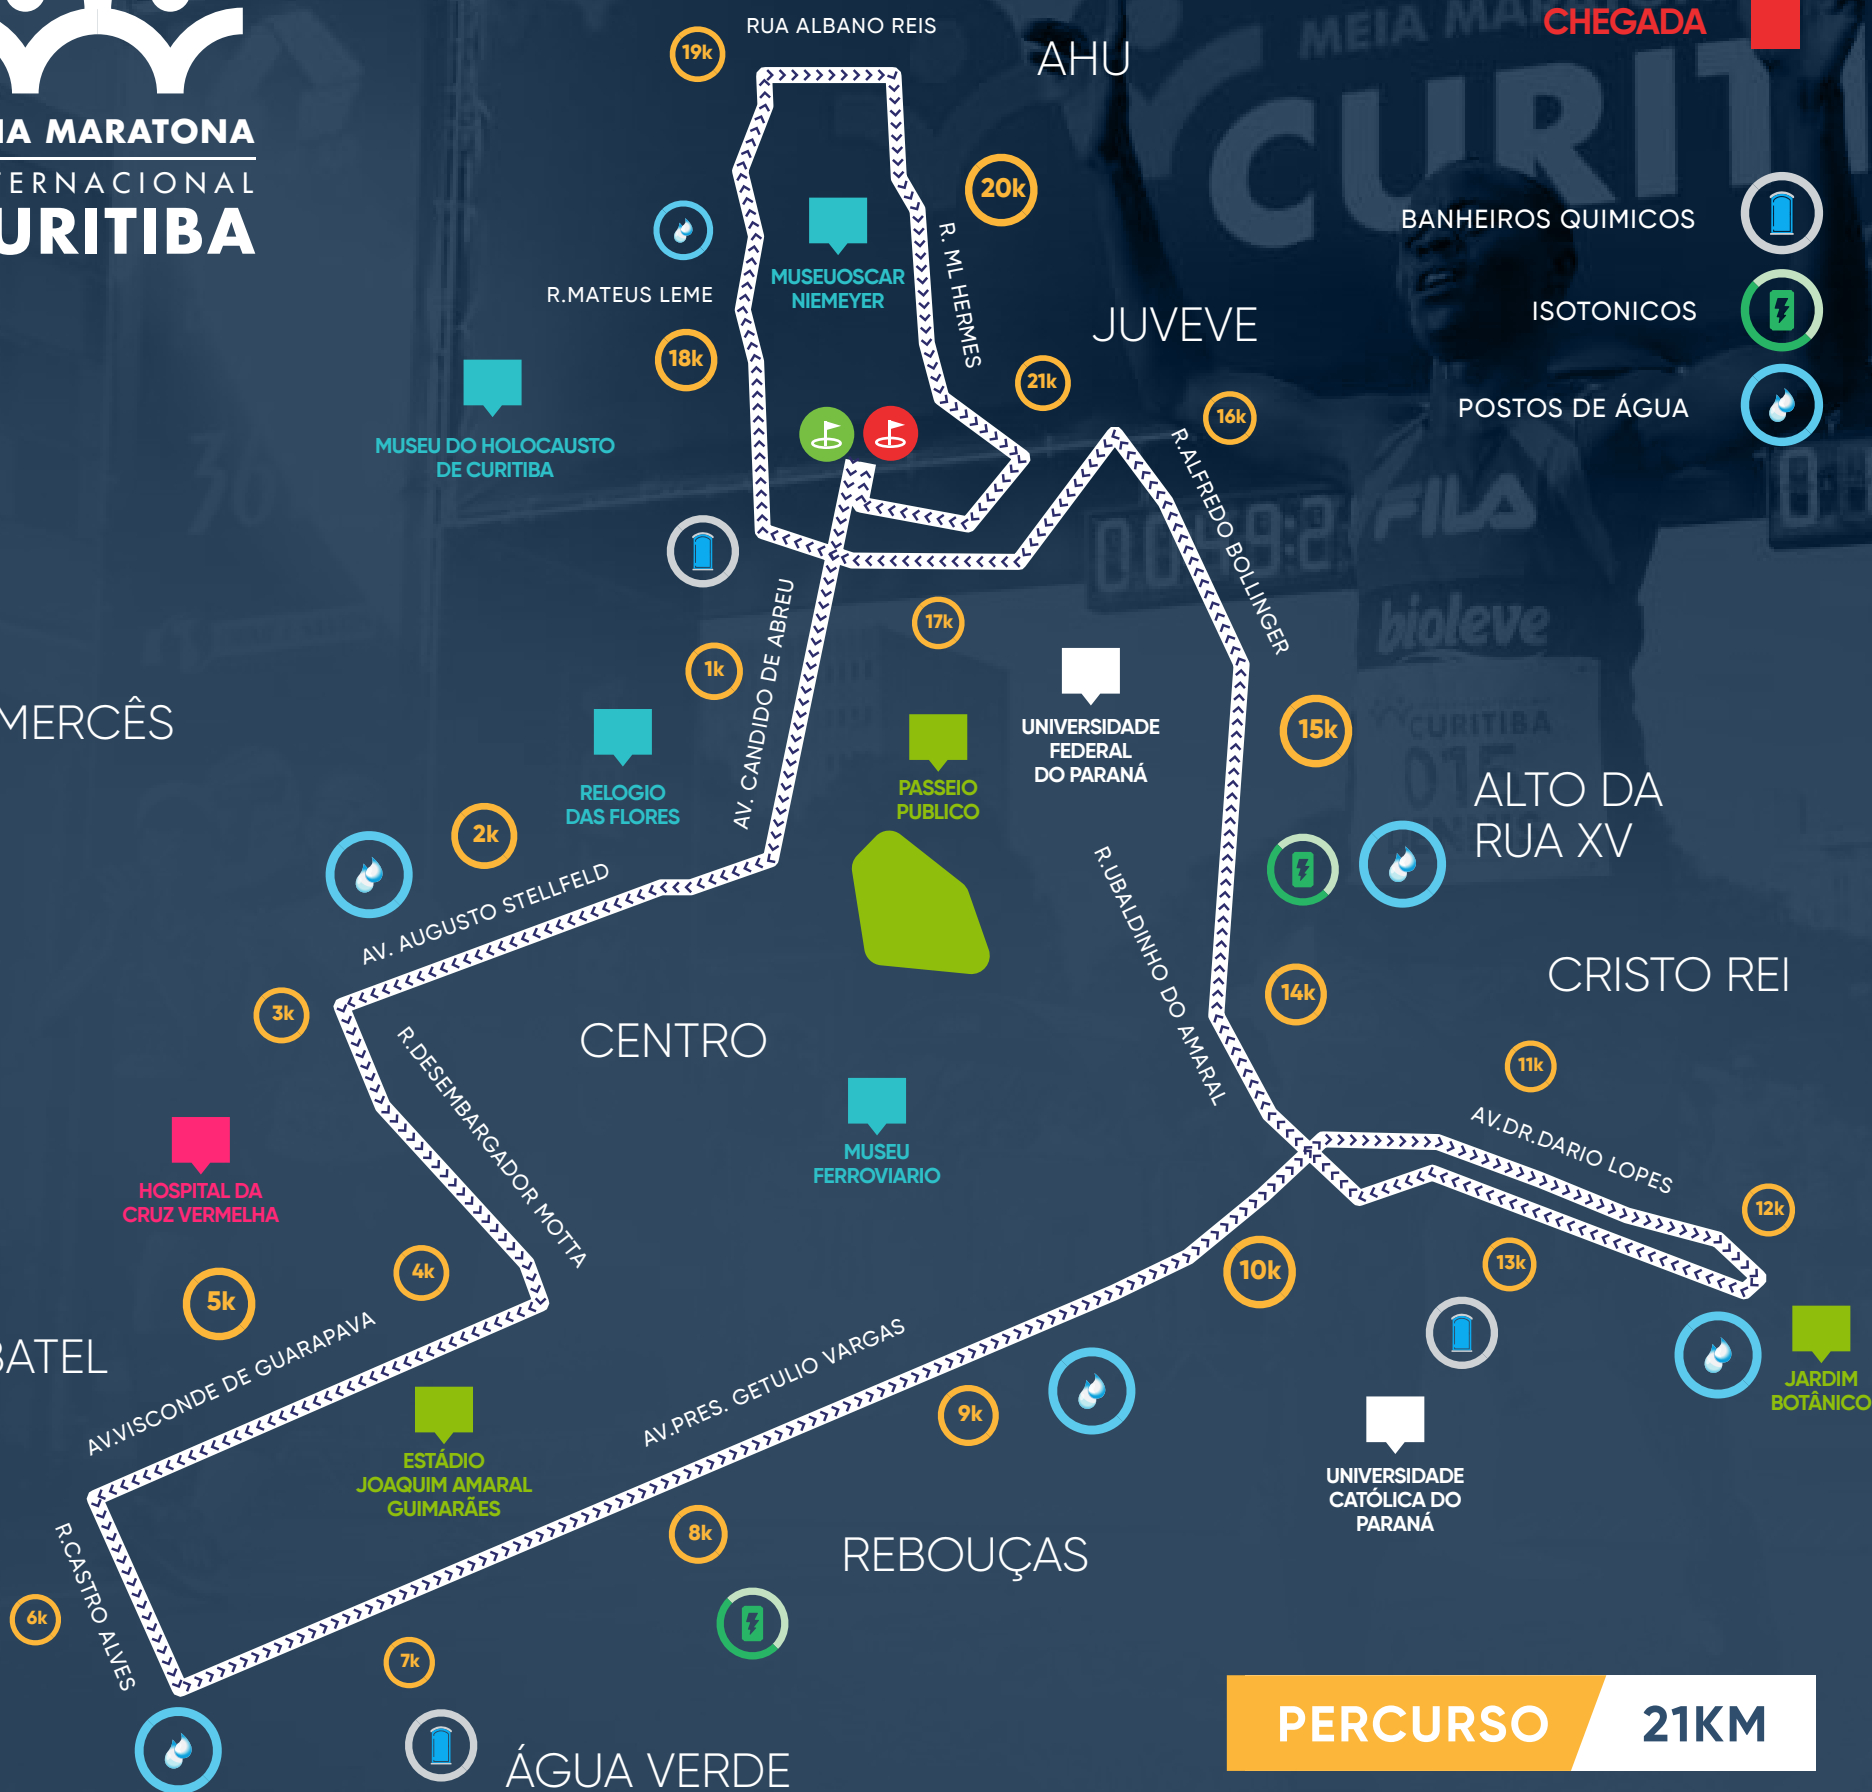 CHEGADA
MEIA
CURITI
IA MARATONA
ERNACIONAL
URITIBA
RUA ALBANO REIS
19k
AHU
20k
BANHEIROS QUIMICOS
ISOTONICOS
POSTOS DE ÁGUA
MUSEUOSCAR
NIEMEYER
R. ML HERMES
R.MATEUS LEME
18k
JUVEVE
21k
16k
MUSEU DO HOLOCAUSTO
DE CURITIBA
R.ALFREDO BOLLINGER
FILA
bioleve
CURITIBA
17k
1k
AV. CANDIDO DE ABREU
MERCÊS
UNIVERSIDADE
FEDERAL
DO PARANÁ
15k
RELOGIO
DAS FLORES
PASSEIO
PUBLICO
ALTO DA
RUA XV
2k
AV. AUGUSTO STELLFELD
R.UBALDINHO DO AMARAL
CRISTO REI
14k
3k
CENTRO
R.DESEMBARGADOR MOTTA
11k
AV.DR.DARIO LOPES
MUSEU
FERROVIARIO
HOSPITAL DA
CRUZ VERMELHA
12k
4k
5k
10k
13k
AV.VISCONDE DE GUARAPAVA
BATEL
AV.PRES. GETULIO VARGAS
9k
JARDIM
BOTÂNICO
ESTÁDIO
JOAQUIM AMARAL
GUIMARÃES
UNIVERSIDADE
CATÓLICA DO
PARANÁ
8k
REBOUÇAS
R.CASTRO ALVES
6k
7k
ÁGUA VERDE
PERCURSO 21KM